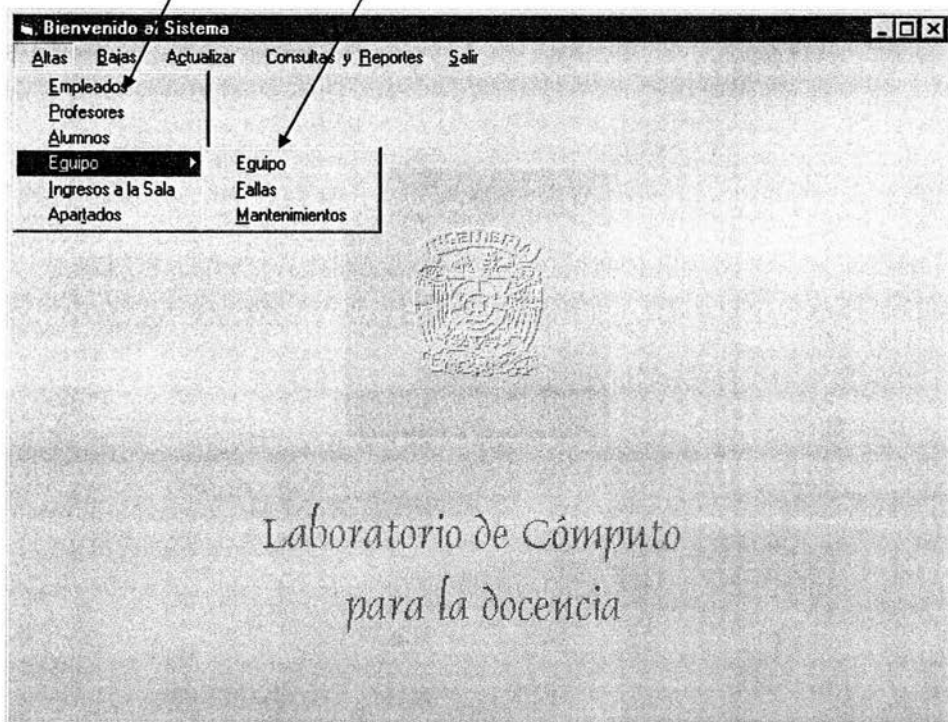 Bienvenido al Sistema
Altas Bajas Actualizar Consultas y Reportes Salir
Empleados
Profesores
Alumnos
Equipo Equipo
Ingresos a la Sala Fallas
Apartados Mantenimientos
INGENIERIA
Laboratorio de Cómputo
para la docencia